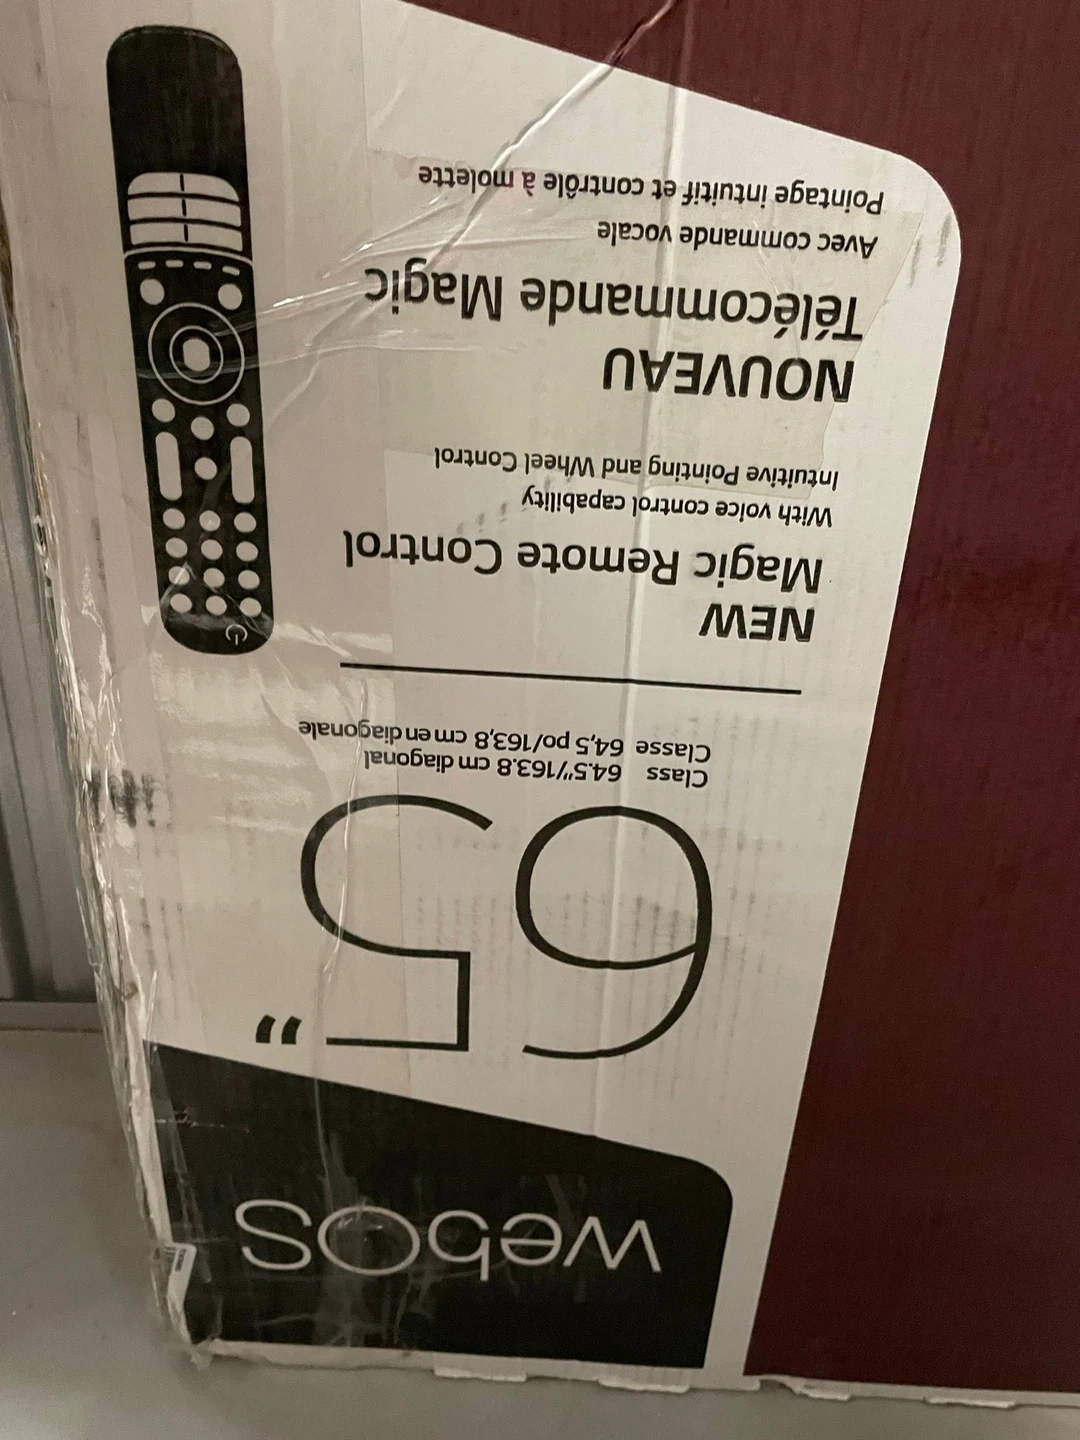 webOS
65"
Class 64.5"/163.8 cm diagonal
Classe 64,5 po/163,8 cm en diagonale
NEW
Magic Remote Control
With voice control capability
Intuitive Pointing and Wheel Control
NOUVEAU
Télécommande Magic
Avec commande vocale
Pointage intuitif et contrôle à molette